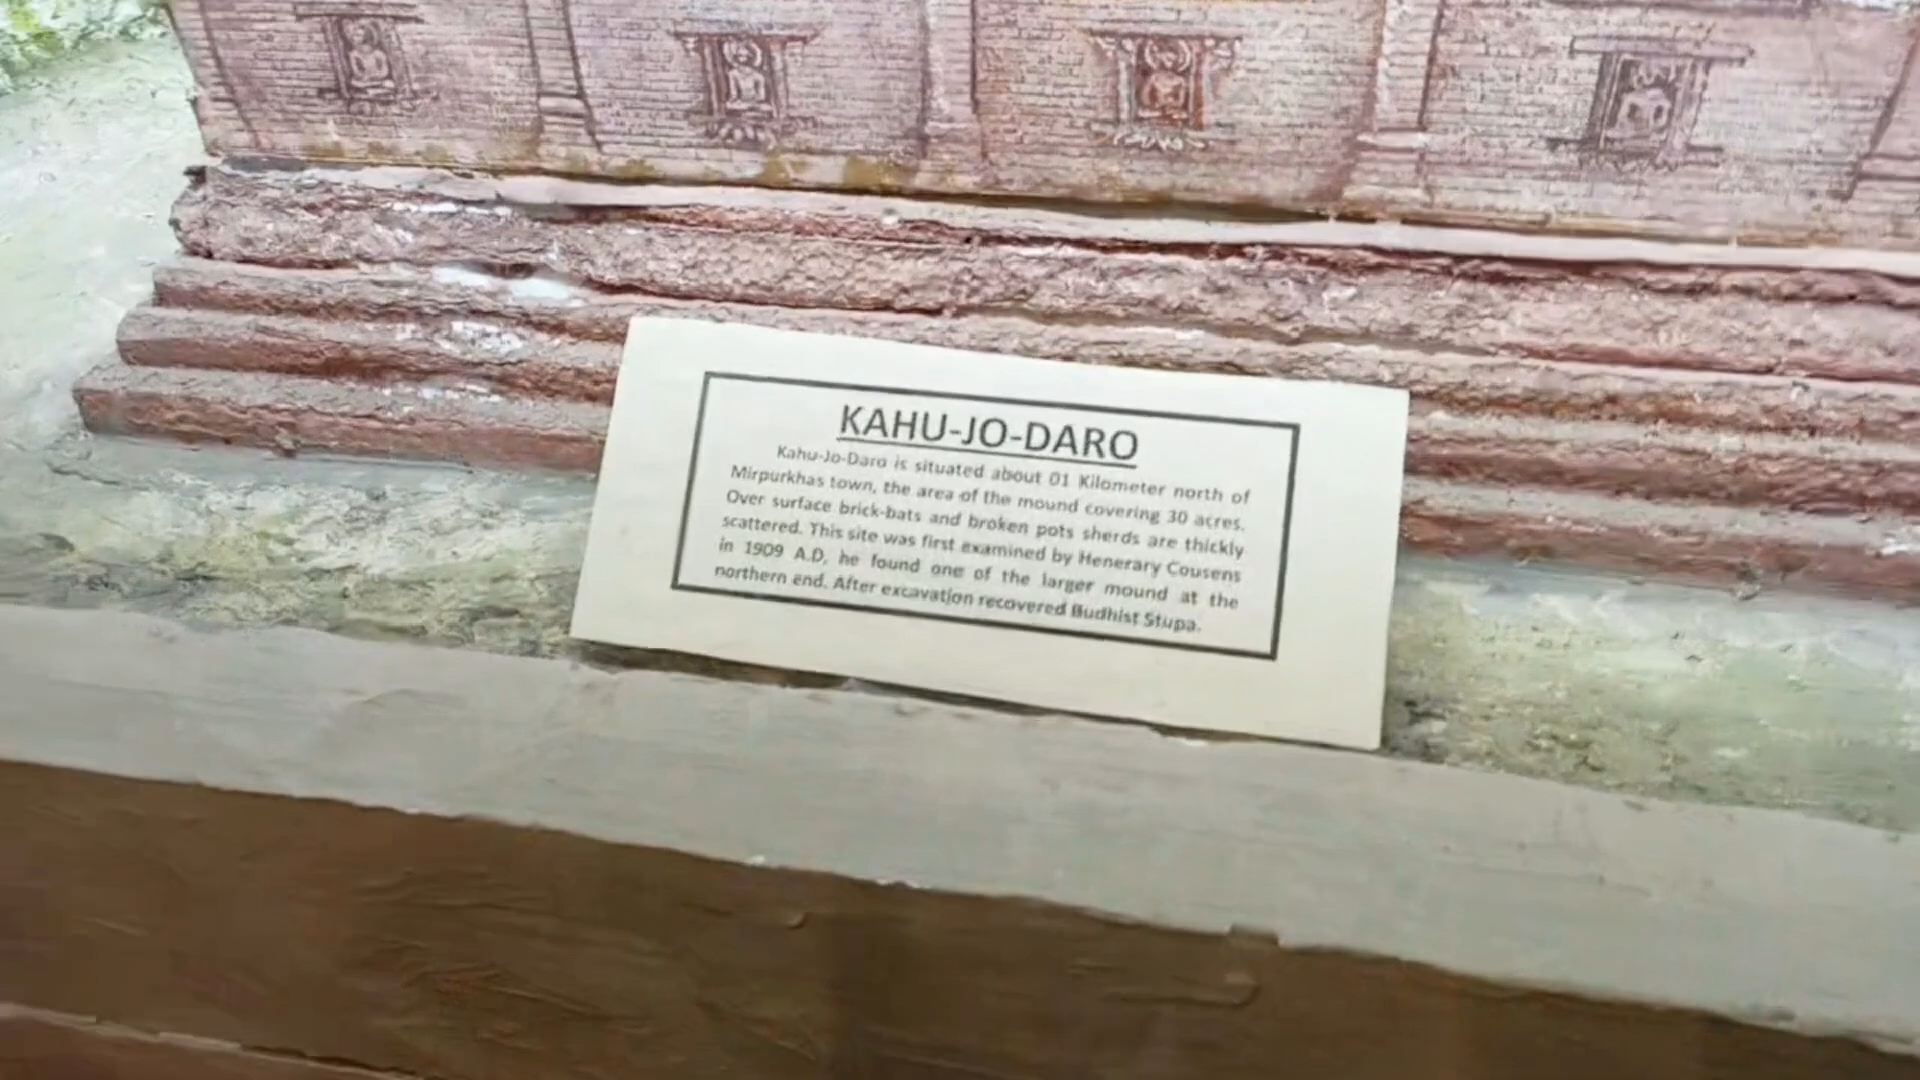 KAHU-JO-DARO
Kahu-Jo-Daro is situated about 01 Kilometer north of
Mirpurkhas town, the area of the mound covering 30 acres.
Over surface brick-bats and broken pots sherds are thickly
scattered. This site was first examined by Henerary Cousens
in 1909 A.D, he found one of the larger mound at the
northern end. After excavation recovered Budhist Stupa.